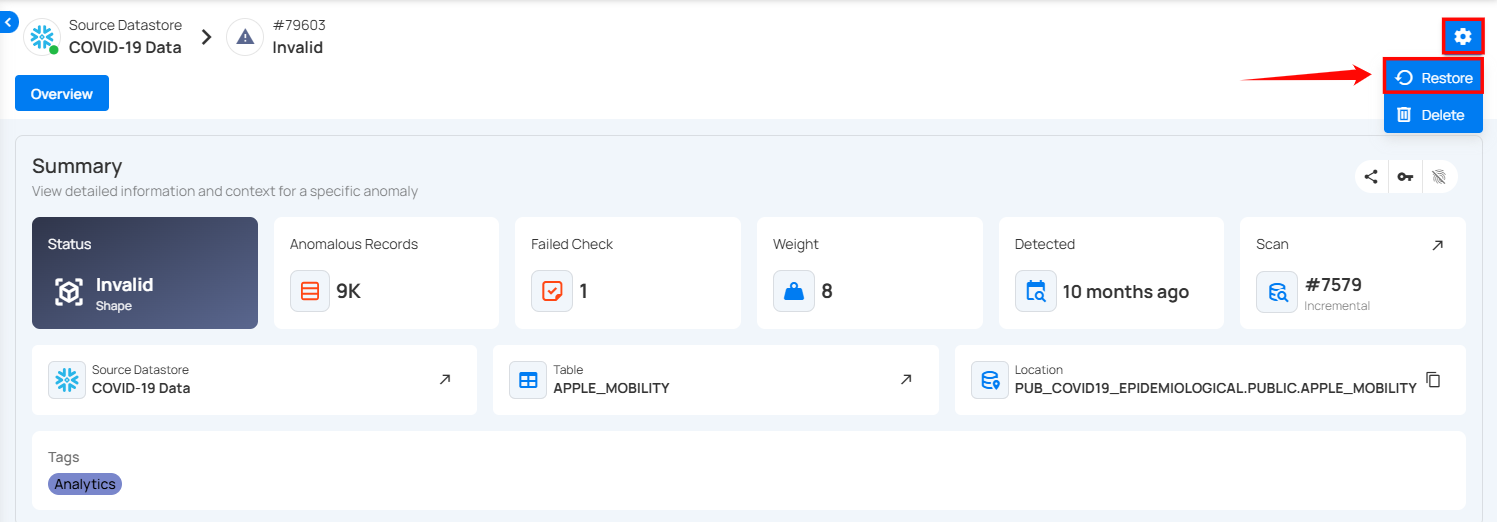 Source Datastore
COVID-19 Data
#79603
Invalid
Restore
Delete
Overview
Summary
View detailed information and context for a specific anomaly
Status
Invalid
Shape
Anomalous Records
9K
Failed Check
1
Weight
8
Detected
10 months ago
Scan
#7579
Incremental
Source Datastore
COVID-19 Data
Table
APPLE_MOBILITY
Location
PUB_COVID19_EPIDEMIOLOGICAL.PUBLIC.APPLE_MOBILITY
Tags
Analytics